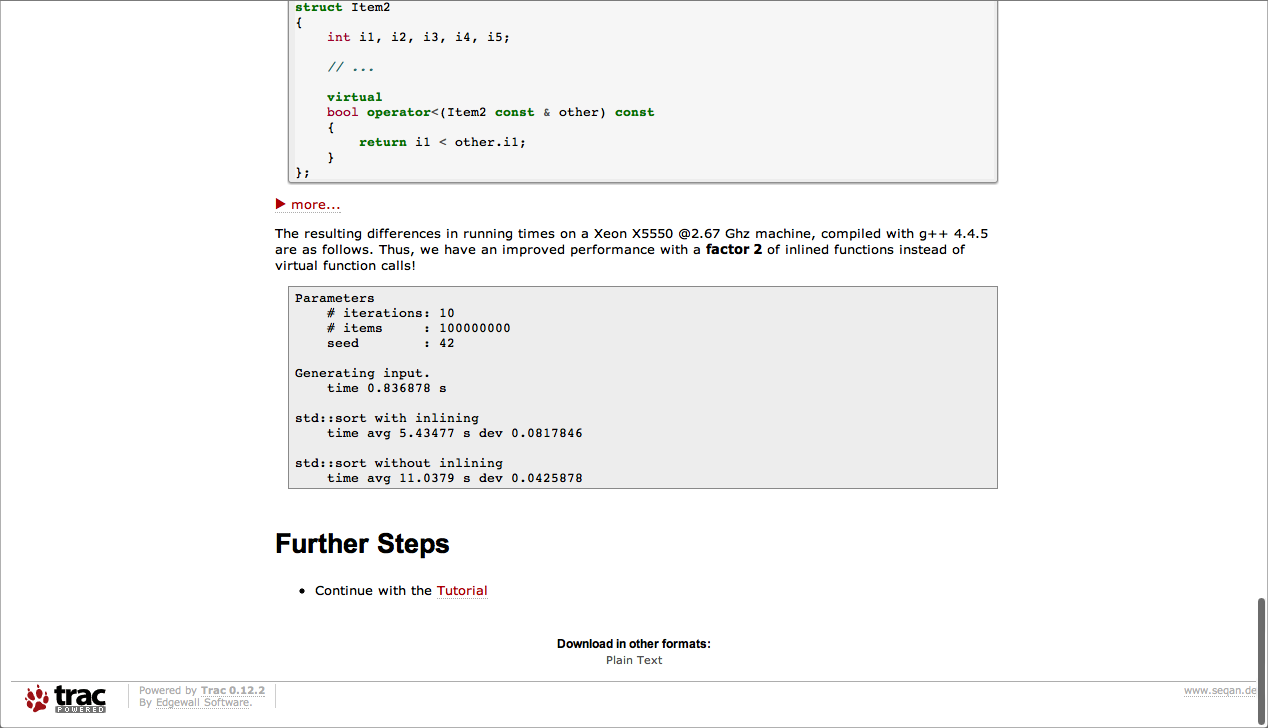 struct Item2
{
    int i1, i2, i3, i4, i5;
    // ...
    virtual
    bool operator<(Item2 const & other) const
    {
        return i1 < other.i1;
    }
};
▶ more...
The resulting differences in running times on a Xeon X5550 @2.67 Ghz machine, compiled with g++ 4.4.5
are as follows. Thus, we have an improved performance with a factor 2 of inlined functions instead of
virtual function calls!
Parameters
    # iterations: 10
    # items     : 100000000
    seed        : 42
Generating input.
    time 0.836878 s
std::sort with inlining
    time avg 5.43477 s dev 0.0817846
std::sort without inlining
    time avg 11.0379 s dev 0.0425878
Further Steps
• Continue with the Tutorial
Download in other formats:
Plain Text
trac
POWERED
Powered by Trac 0.12.2
By Edgewall Software.
www.seqan.de